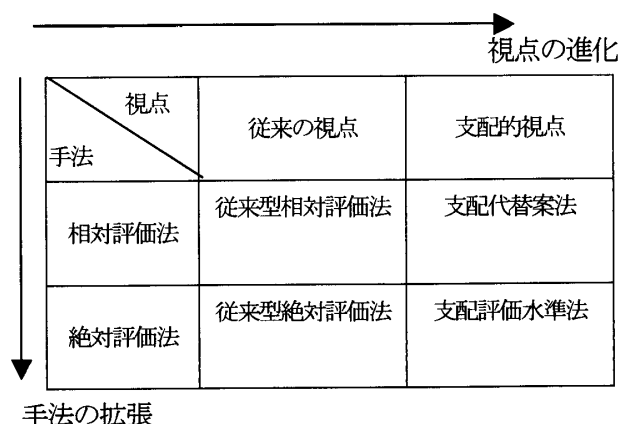 視点の進化
視点
手法
従来の視点
支配的視点
相対評価法
従来型相対評価法
支配代替案法
絶対評価法
従来型絶対評価法
支配評価水準法
手法の拡張